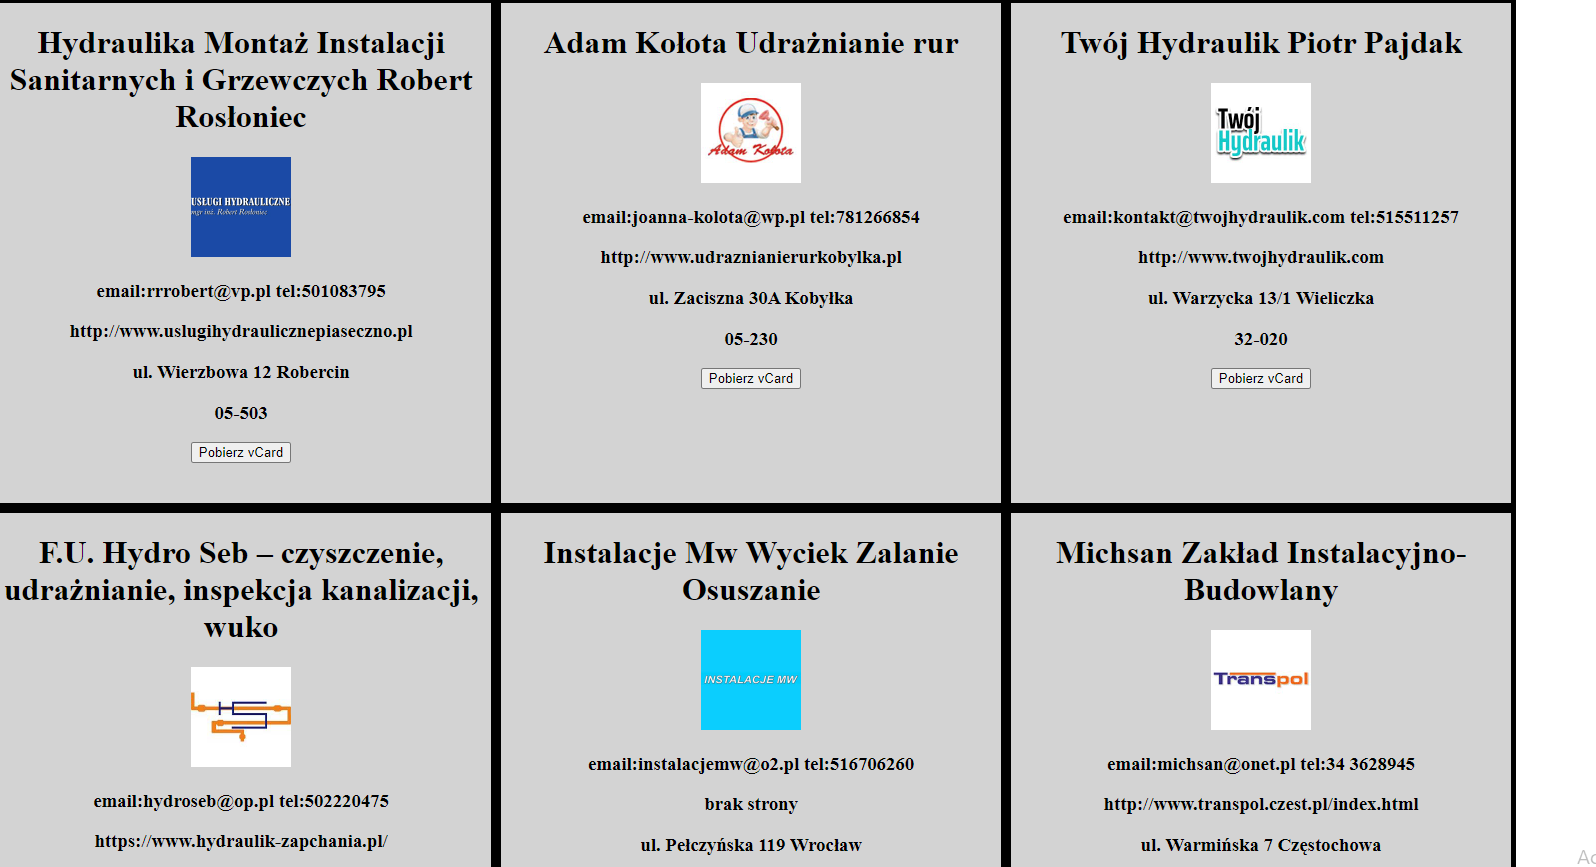 Hydraulika Montaż Instalacji
Sanitarnych i Grzewczych Robert
Rosłoniec
USŁUGI HYDRAULICZNE
mgr inż. Robert Rosłoniec
email:rrrobert@vp.pl tel:501083795
http://www.uslugihydraulicznepiaseczno.pl
ul. Wierzbowa 12 Robercin
05-503
Pobierz vCard
Adam Kołota Udrażnianie rur
Adam Kołota
email:joanna-kolota@wp.pl tel:781266854
http://www.udraznianierurkobylka.pl
ul. Zaciszna 30A Kobyłka
05-230
Pobierz vCard
Twój Hydraulik Piotr Pajdak
Twój
Hydraulik
email:kontakt@twojhydraulik.com tel:515511257
http://www.twojhydraulik.com
ul. Warzycka 13/1 Wieliczka
32-020
Pobierz vCard
F.U. Hydro Seb – czyszczenie,
udrażnianie, inspekcja kanalizacji,
wuko
email:hydroseb@op.pl tel:502220475
https://www.hydraulik-zapchania.pl/
Instalacje Mw Wyciek Zalanie
Osuszanie
INSTALACJE MW
email:instalacjemw@o2.pl tel:516706260
brak strony
ul. Pełczyńska 119 Wrocław
Michsan Zakład Instalacyjno-
Budowlany
Transpol
email:michsan@onet.pl tel:34 3628945
http://www.transpol.czest.pl/index.html
ul. Warmińska 7 Częstochowa